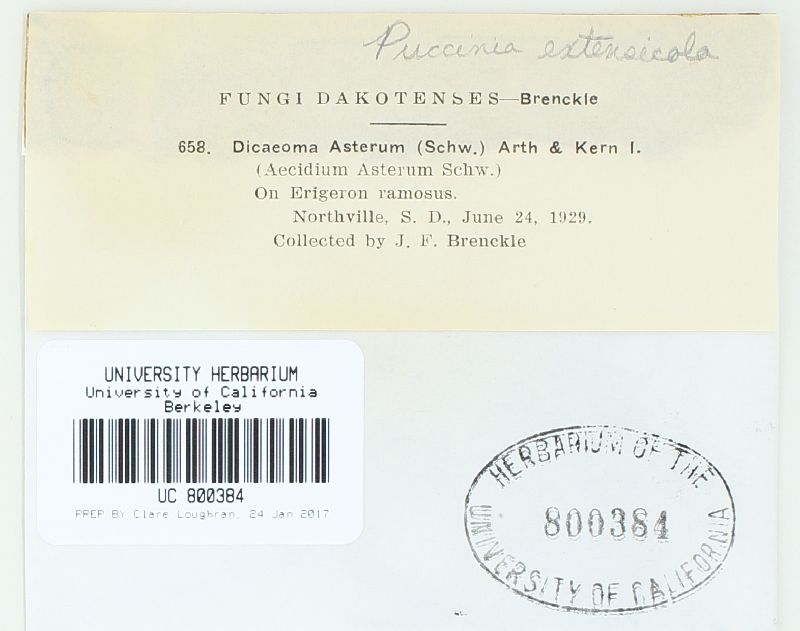 Puccinia extensicola
FUNGI DAKOTENSES—Brenckle
658. Dicaeoma Asterum (Schw.) Arth & Kern I.
(Aecidium Asterum Schw.)
On Erigeron ramosus.
Northville, S. D., June 24, 1929.
Collected by J. F. Brenckle
UNIVERSITY HERBARIUM
University of California
Berkeley
UC 800384
PREP BY Clare Loughran, 24 Jan 2017
HERBARIUM OF THE
800384
UNIVERSITY OF CALIFORNIA